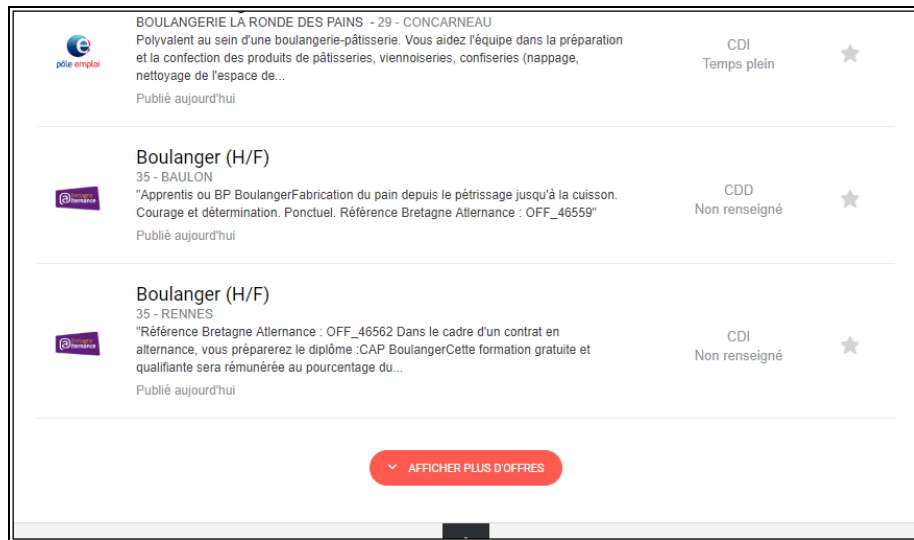 BOULANGERIE LA RONDE DES PAINS - 29 - CONCARNEAU
Polyvalent au sein d'une boulangerie-pâtisserie. Vous aidez l'équipe dans la préparation
et la confection des produits de pâtisseries, viennoiseries, confiseries (nappage,
nettoyage de l'espace de...
Publié aujourd'hui
pôle emploi
CDI
Temps plein
Boulanger (H/F)
35 - BAULON
"Apprentis ou BP BoulangerFabrication du pain depuis le pétrissage jusqu'à la cuisson.
Courage et détermination. Ponctuel. Référence Bretagne Atlernance : OFF_46559"
Publié aujourd'hui
CDD
Non renseigné
Boulanger (H/F)
35 - RENNES
"Référence Bretagne Atlernance : OFF_46562 Dans le cadre d'un contrat en
alternance, vous préparerez le diplôme :CAP BoulangerCette formation gratuite et
qualifiante sera rémunérée au pourcentage du...
Publié aujourd'hui
CDI
Non renseigné
AFFICHER PLUS D'OFFRES